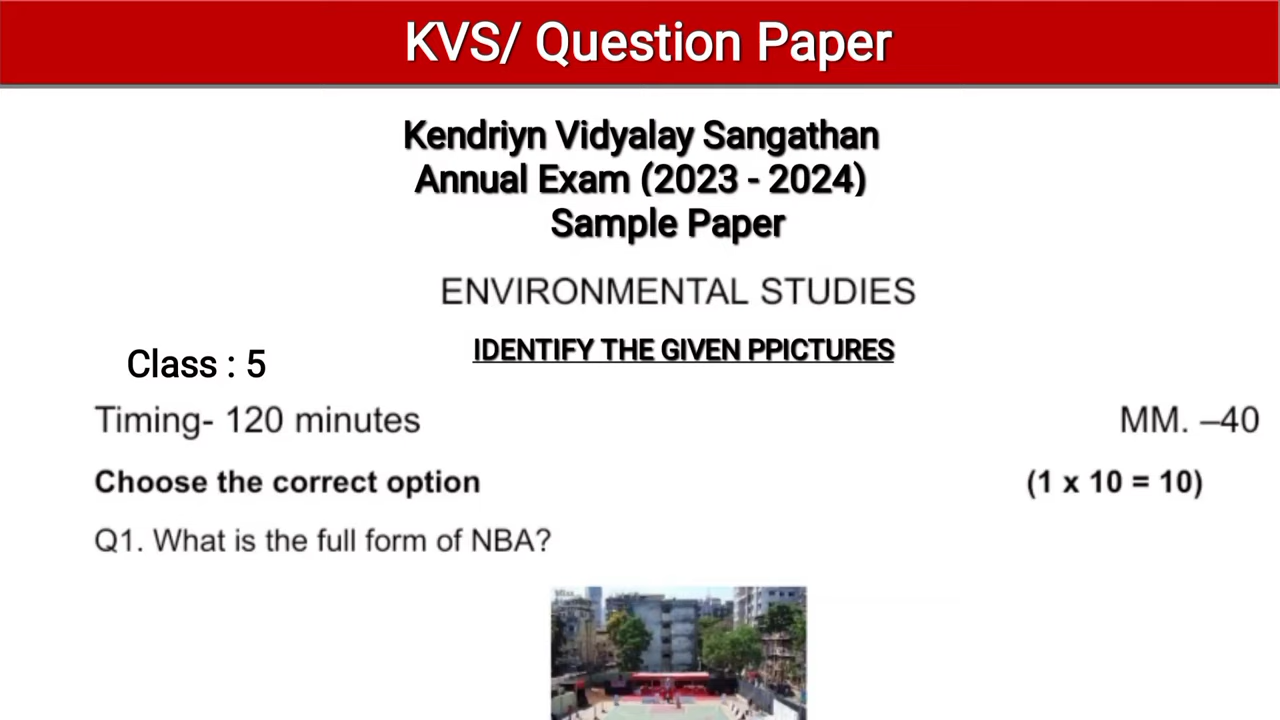 KVS/ Question Paper
Kendriyn Vidyalay Sangathan
Annual Exam (2023 - 2024)
Sample Paper
ENVIRONMENTAL STUDIES
IDENTIFY THE GIVEN PPICTURES
Class : 5
Timing- 120 minutes MM. –40
Choose the correct option (1 x 10 = 10)
Q1. What is the full form of NBA?